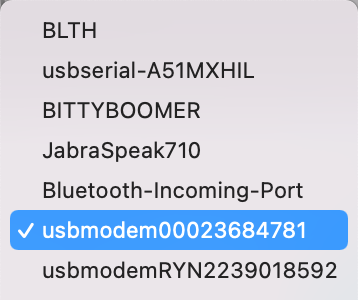 BLTH
usbserial-A51MXHIL
BITTYBOOMER
JabraSpeak710
Bluetooth-Incoming-Port
✓ usbmodem00023684781
usbmodemRYN2239018592